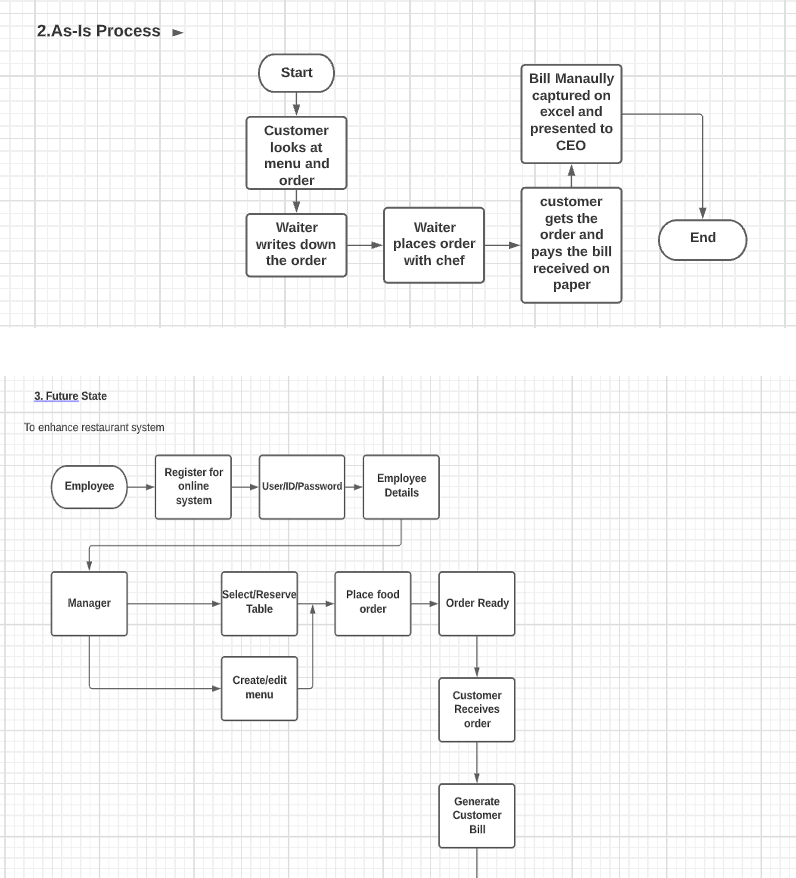 2.As-Is Process
Start
Customer
looks at
menu and
order
Waiter
writes down
the order
Waiter
places order
with chef
customer
gets the
order and
pays the bill
received on
paper
Bill Manaully
captured on
excel and
presented to
CEO
End
3. Future State
To enhance restaurant system
Employee
Register for
online
system
User/ID/Password
Employee
Details
Manager
Select/Reserve
Table
Create/edit
menu
Place food
order
Order Ready
Customer
Receives
order
Generate
Customer
Bill